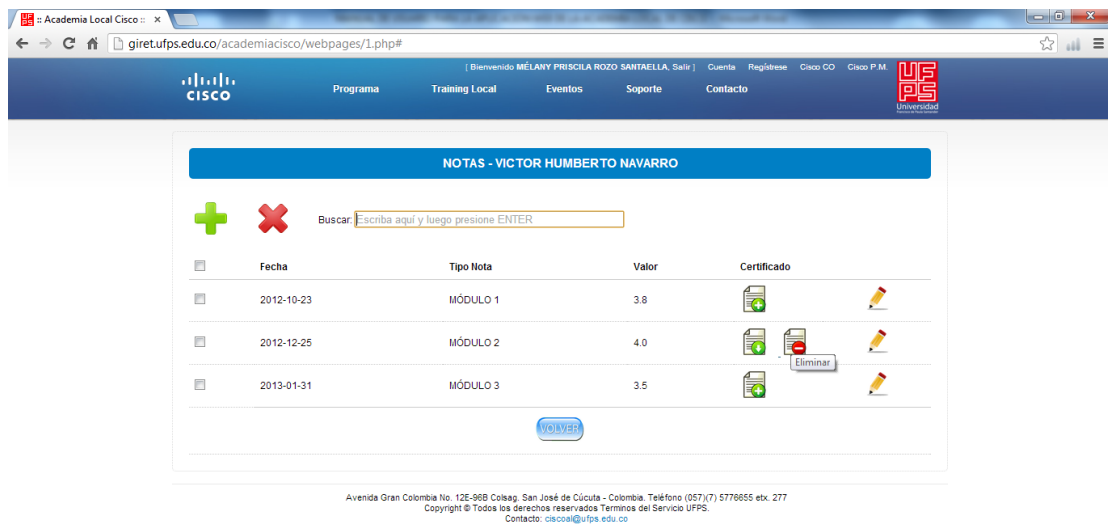 :: Academia Local Cisco ::
giret.ufps.edu.co/academiacisco/webpages/1.php#
[ Bienvenido MÉLANY PRISCILA ROZO SANTAELLA, Salir ] Cuenta Regístrese Cisco CO Cisco P.M.
CISCO
Programa Training Local Eventos Soporte Contacto
UFPS
Universidad
NOTAS - VICTOR HUMBERTO NAVARRO
Buscar: Escriba aquí y luego presione ENTER
Fecha Tipo Nota Valor Certificado
2012-10-23 MÓDULO 1 3.8
2012-12-25 MÓDULO 2 4.0
Eliminar
2013-01-31 MÓDULO 3 3.5
VOLVER
Avenida Gran Colombia No. 12E-96B Colsag. San José de Cúcuta - Colombia. Teléfono (057)(7) 5776655 etx. 277
Copyright © Todos los derechos reservados Terminos del Servicio UFPS.
Contacto: ciscoal@ufps.edu.co